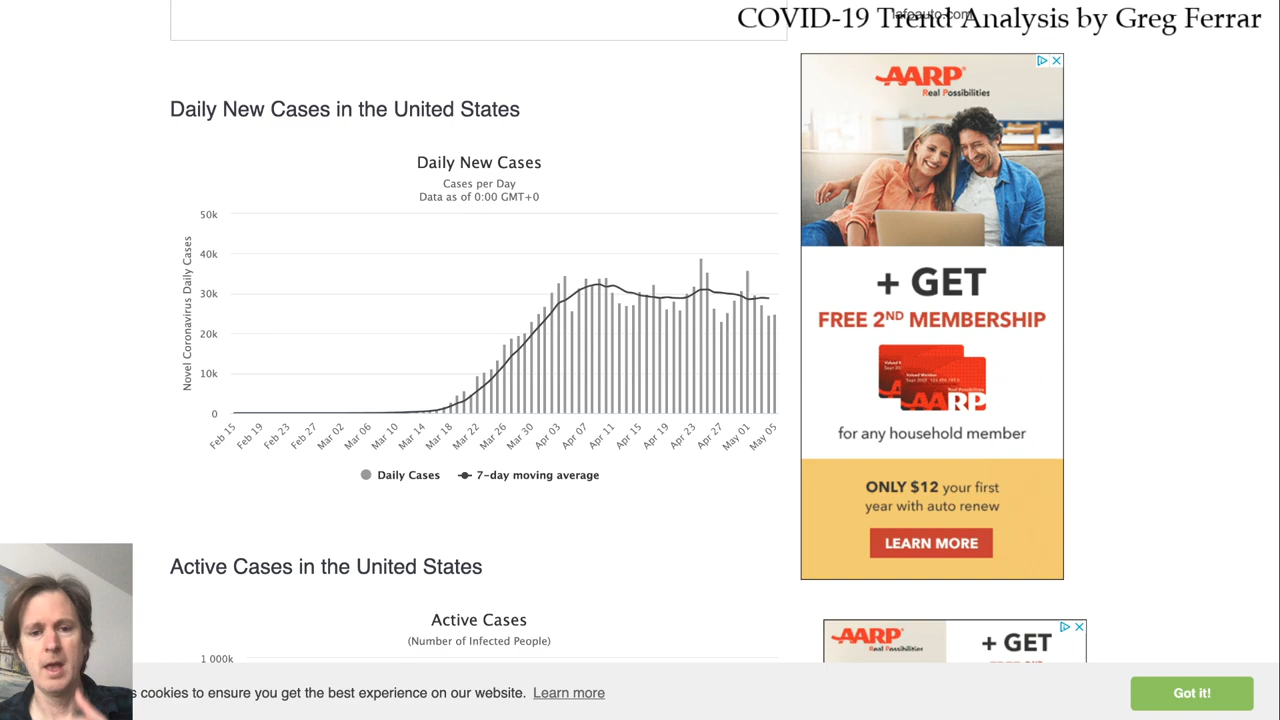 COVID-19 Trend Analysis by Greg Ferrar
lafoauto.com
Daily New Cases in the United States
Daily New Cases
Cases per Day
Data as of 0:00 GMT+0
50k
40k
30k
20k
10k
0
Novel Coronavirus Daily Cases
Feb 15
Feb 19
Feb 23
Feb 27
Mar 02
Mar 06
Mar 10
Mar 14
Mar 18
Mar 22
Mar 26
Mar 30
Apr 03
Apr 07
Apr 11
Apr 15
Apr 19
Apr 23
Apr 27
May 01
May 05
Daily Cases
7-day moving average
AARP
Real Possibilities
+ GET
FREE 2ND MEMBERSHIP
AARP
for any household member
ONLY $12 your first
year with auto renew
LEARN MORE
Active Cases in the United States
Active Cases
(Number of Infected People)
1 000k
AARP
Real Possibilities
+ GET
s cookies to ensure you get the best experience on our website. Learn more
Got it!